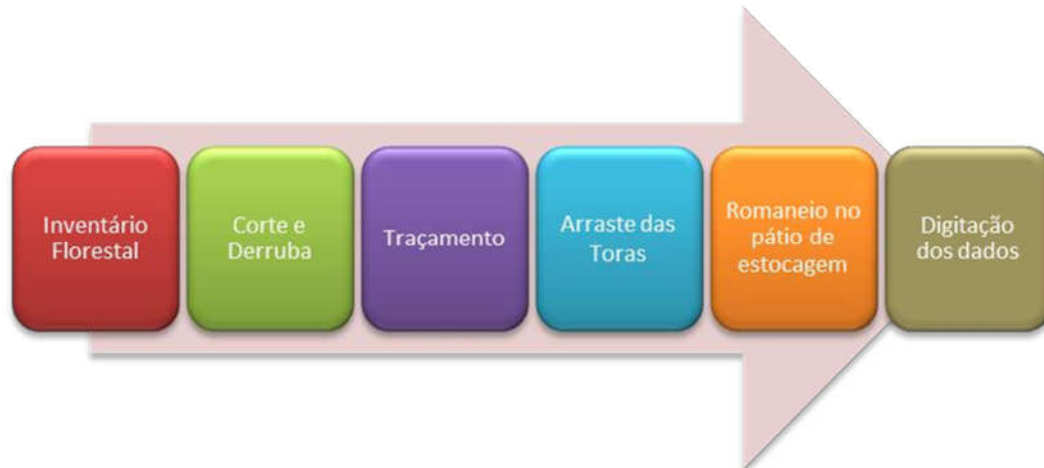 Inventário
Florestal
Corte e
Derruba
Traçamento
Arraste das
Toras
Romaneio no
pátio de
estocagem
Digitação
dos dados